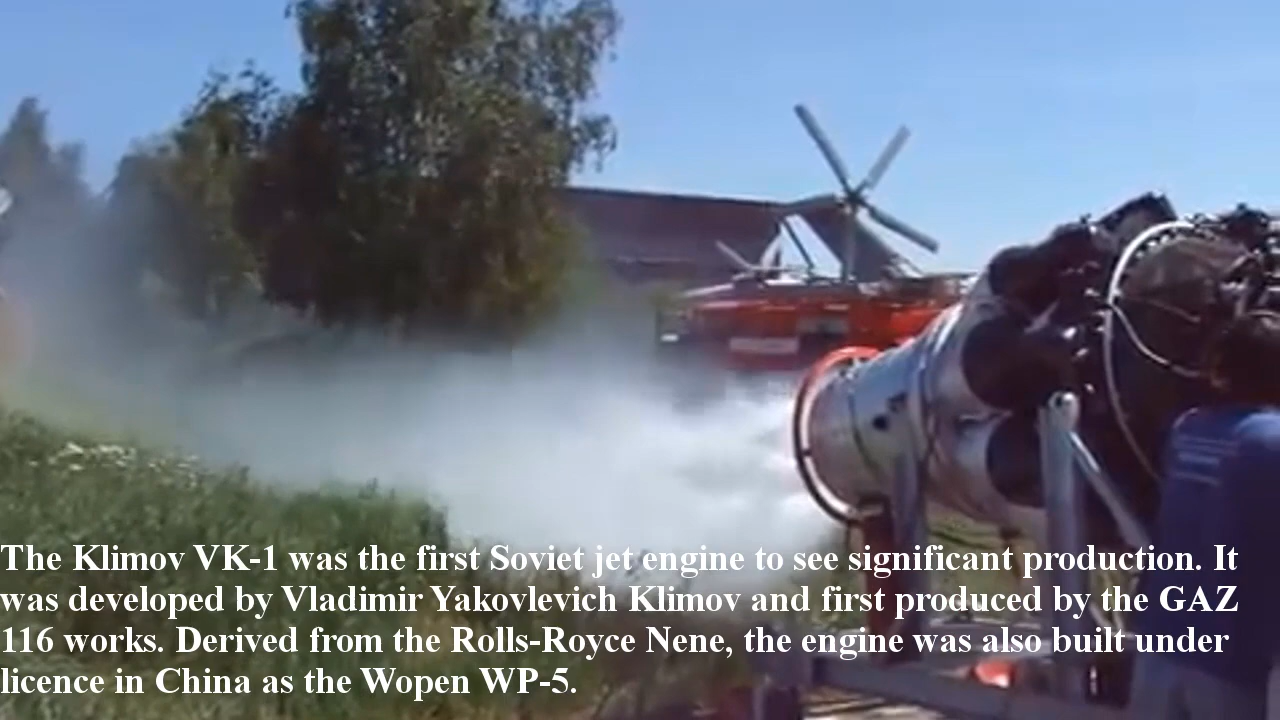 The Klimov VK-1 was the first Soviet jet engine to see significant production. It
was developed by Vladimir Yakovlevich Klimov and first produced by the GAZ
116 works. Derived from the Rolls-Royce Nene, the engine was also built under
licence in China as the Wopen WP-5.